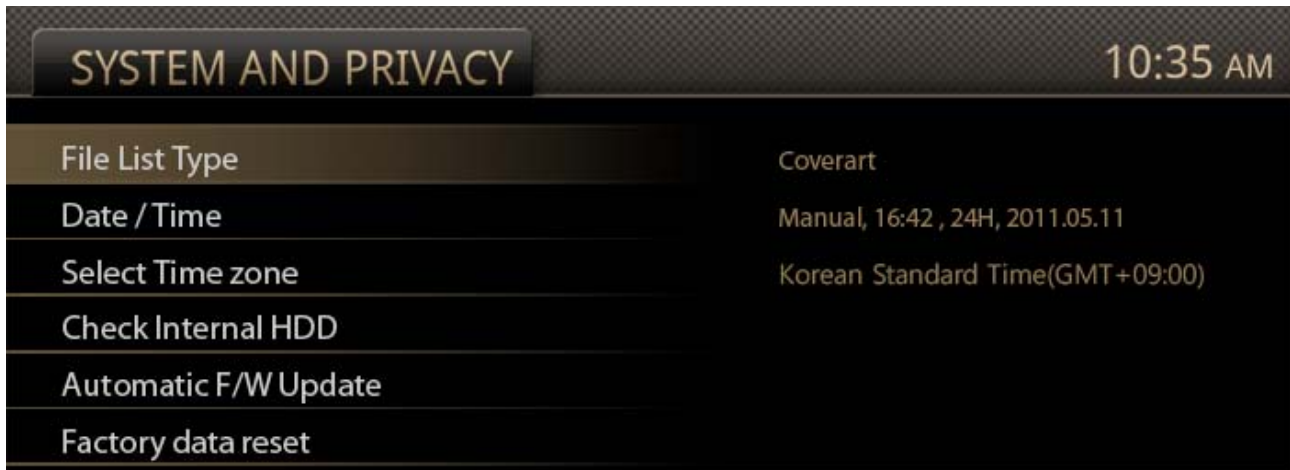 SYSTEM AND PRIVACY 10:35 AM
File List Type Coverart
Date / Time Manual, 16:42 , 24H, 2011.05.11
Select Time zone Korean Standard Time(GMT+09:00)
Check Internal HDD
Automatic F/W Update
Factory data reset